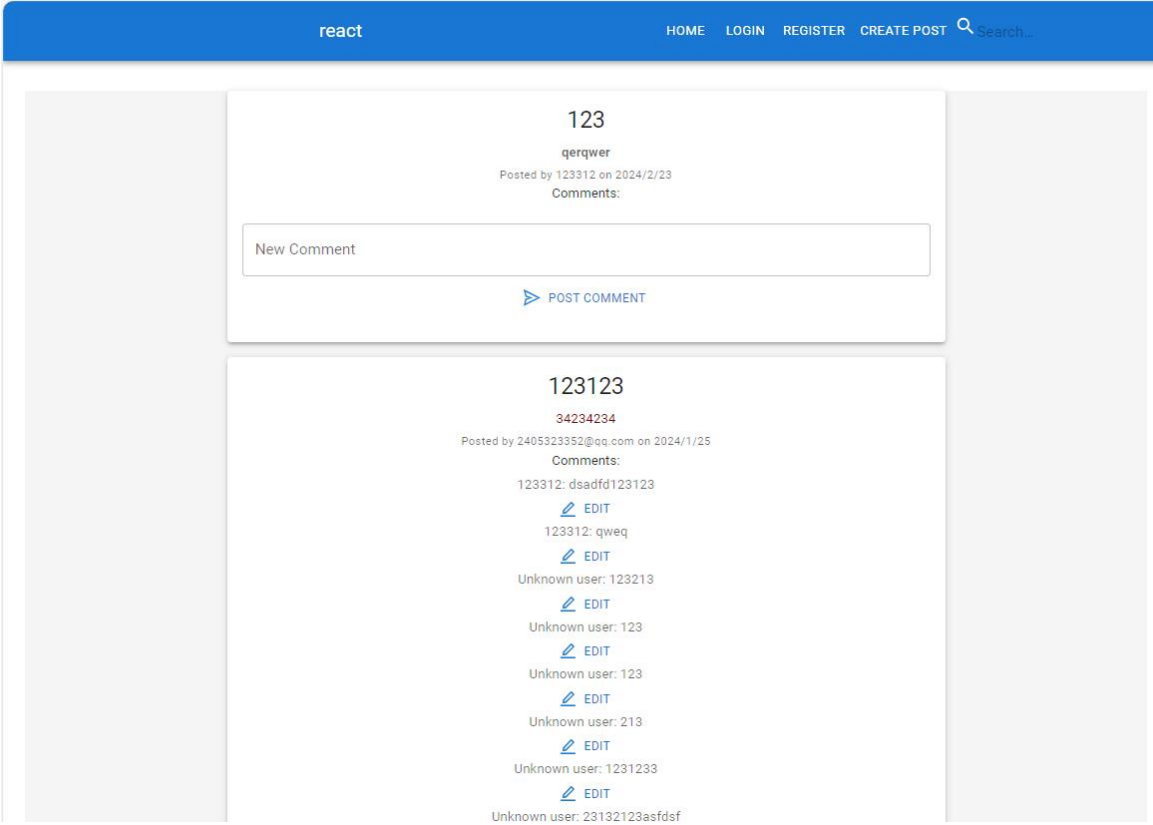 react HOME LOGIN REGISTER CREATE POST Search...
123
qerqwer
Posted by 123312 on 2024/2/23
Comments:
New Comment
POST COMMENT
123123
34234234
Posted by 2405323352@qq.com on 2024/1/25
Comments:
123312: dsadfd123123
EDIT
123312: qweq
EDIT
Unknown user: 123213
EDIT
Unknown user: 123
EDIT
Unknown user: 123
EDIT
Unknown user: 213
EDIT
Unknown user: 1231233
EDIT
Unknown user: 23132123asfdsf